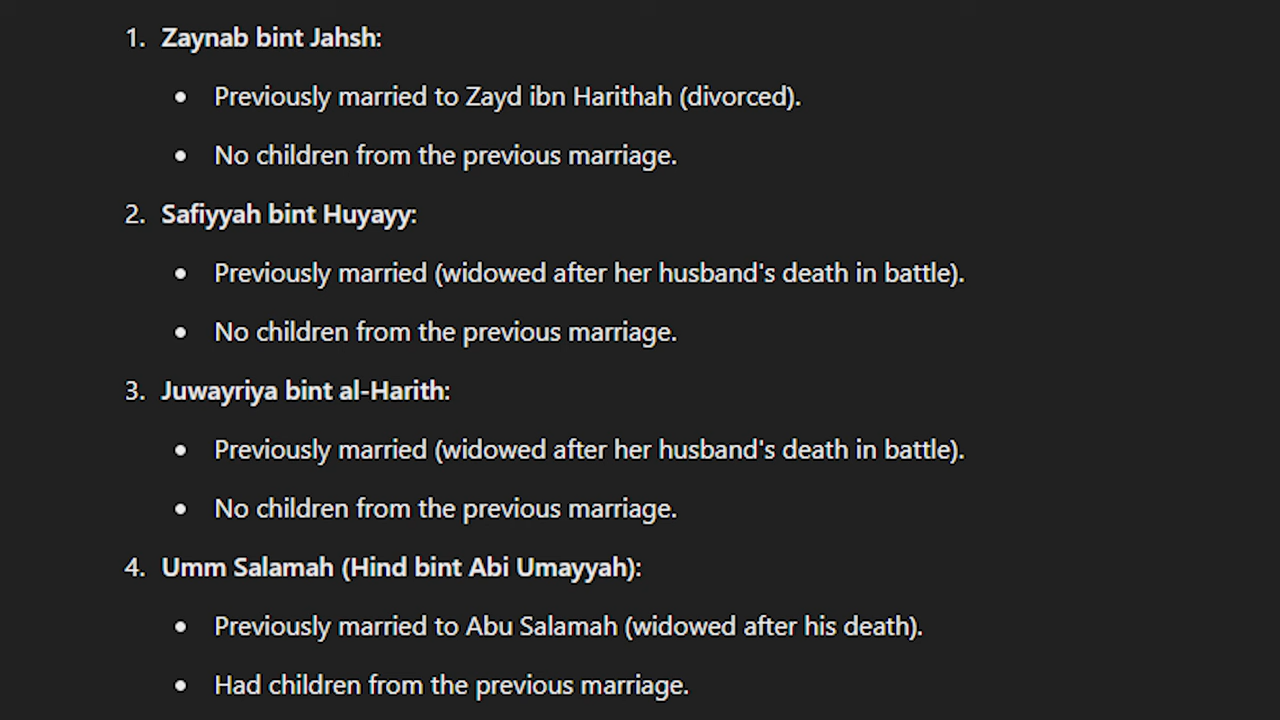 1. Zaynab bint Jahsh:
• Previously married to Zayd ibn Harithah (divorced).
• No children from the previous marriage.
2. Safiyyah bint Huyayy:
• Previously married (widowed after her husband's death in battle).
• No children from the previous marriage.
3. Juwayriya bint al-Harith:
• Previously married (widowed after her husband's death in battle).
• No children from the previous marriage.
4. Umm Salamah (Hind bint Abi Umayyah):
• Previously married to Abu Salamah (widowed after his death).
• Had children from the previous marriage.